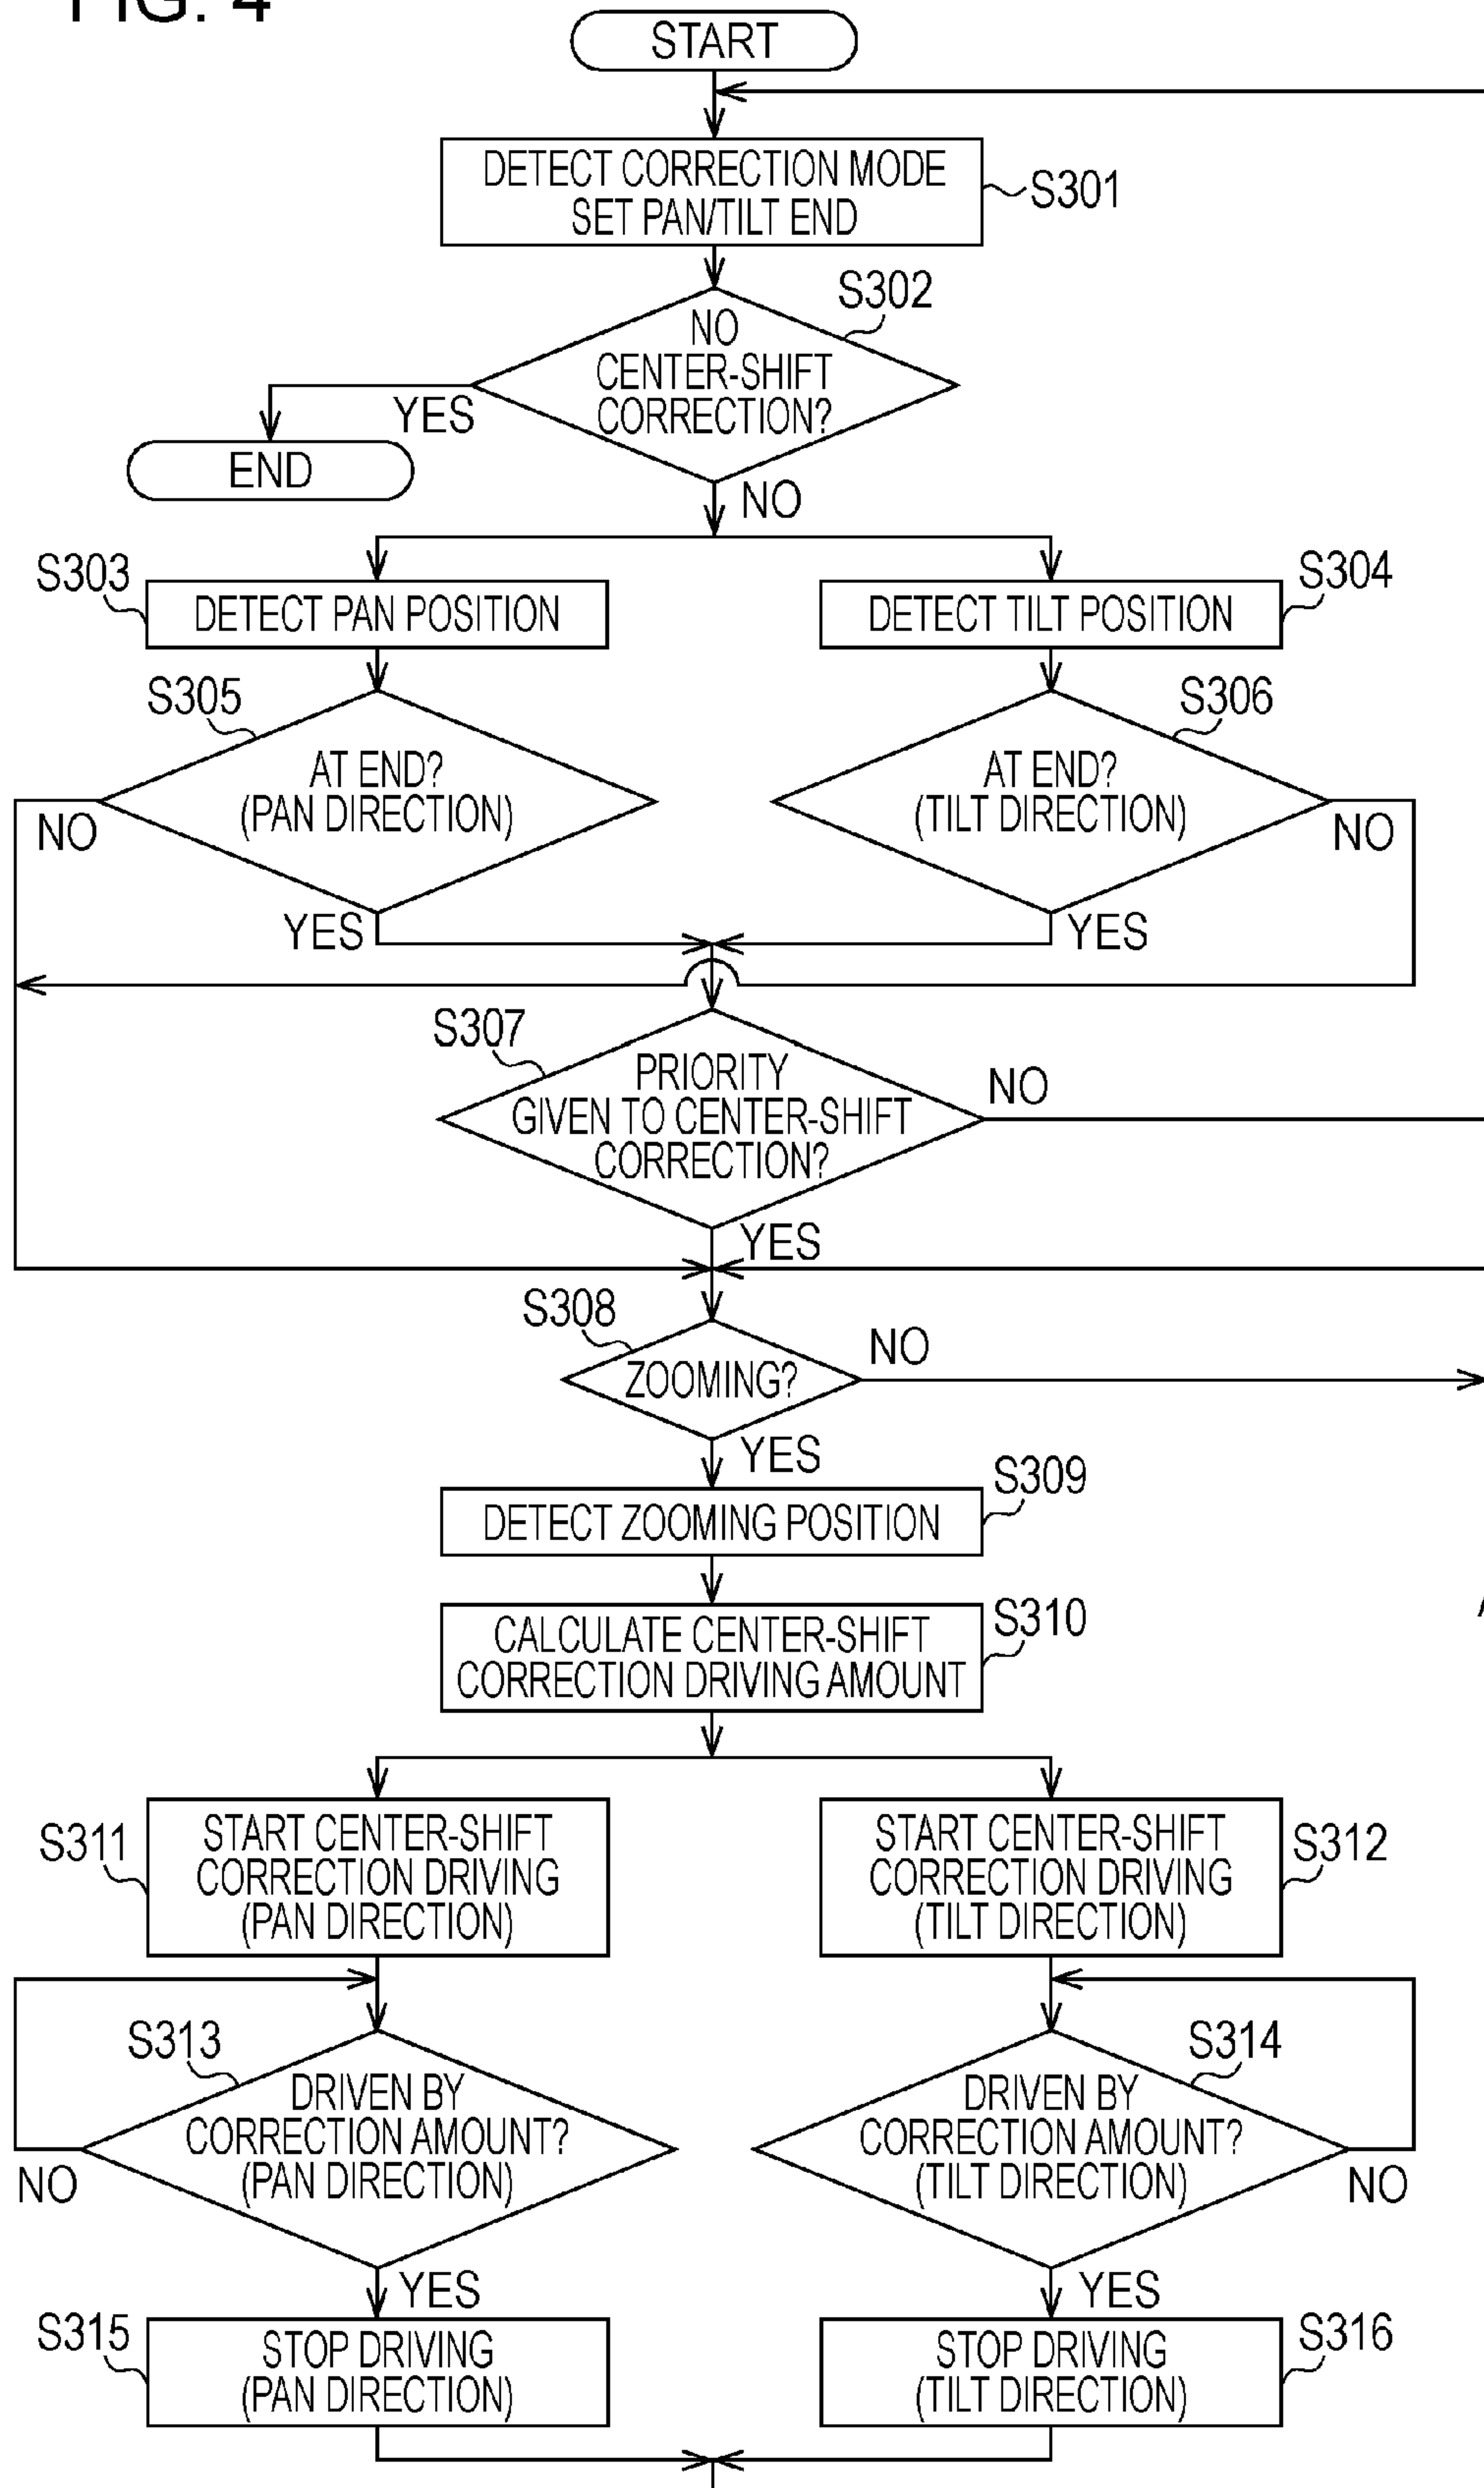 FIG. 4
START
DETECT CORRECTION MODE
SET PAN/TILT END
S301
S302
NO
CENTER-SHIFT
CORRECTION?
YES
END
NO
S303
DETECT PAN POSITION
DETECT TILT POSITION
S304
S305
AT END?
(PAN DIRECTION)
NO
YES
S306
AT END?
(TILT DIRECTION)
NO
YES
S307
PRIORITY
GIVEN TO CENTER-SHIFT
CORRECTION?
NO
YES
S308
ZOOMING?
NO
YES
DETECT ZOOMING POSITION
S309
CALCULATE CENTER-SHIFT
CORRECTION DRIVING AMOUNT
S310
S311
START CENTER-SHIFT
CORRECTION DRIVING
(PAN DIRECTION)
START CENTER-SHIFT
CORRECTION DRIVING
(TILT DIRECTION)
S312
S313
DRIVEN BY
CORRECTION AMOUNT?
(PAN DIRECTION)
NO
YES
S314
DRIVEN BY
CORRECTION AMOUNT?
(TILT DIRECTION)
NO
YES
S315
STOP DRIVING
(PAN DIRECTION)
STOP DRIVING
(TILT DIRECTION)
S316